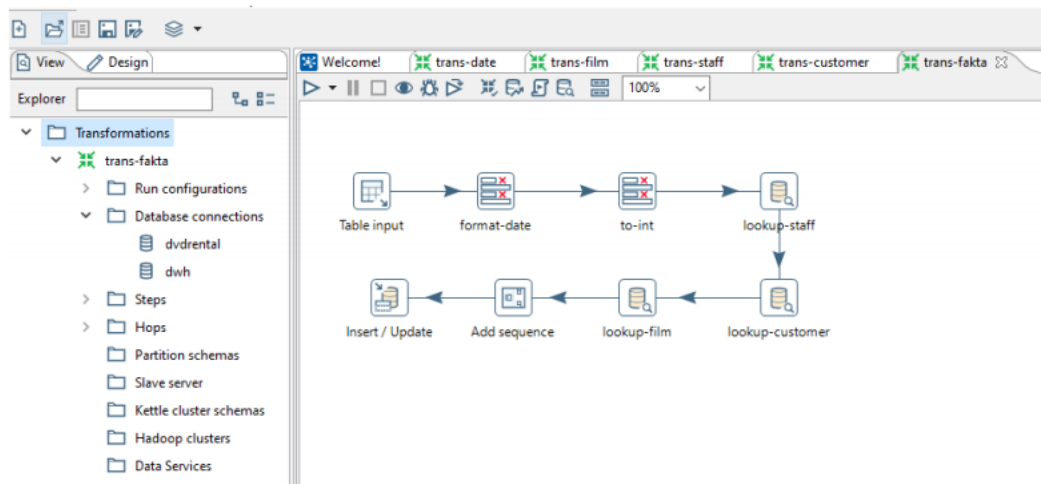 View Design
Welcome! trans-date trans-film trans-staff trans-customer trans-fakta
Explorer
100%
Transformations
trans-fakta
Run configurations
Database connections
dvdrental
dwh
Steps
Hops
Partition schemas
Slave server
Kettle cluster schemas
Hadoop clusters
Data Services
Table input format-date to-int lookup-staff
Insert / Update Add sequence lookup-film lookup-customer